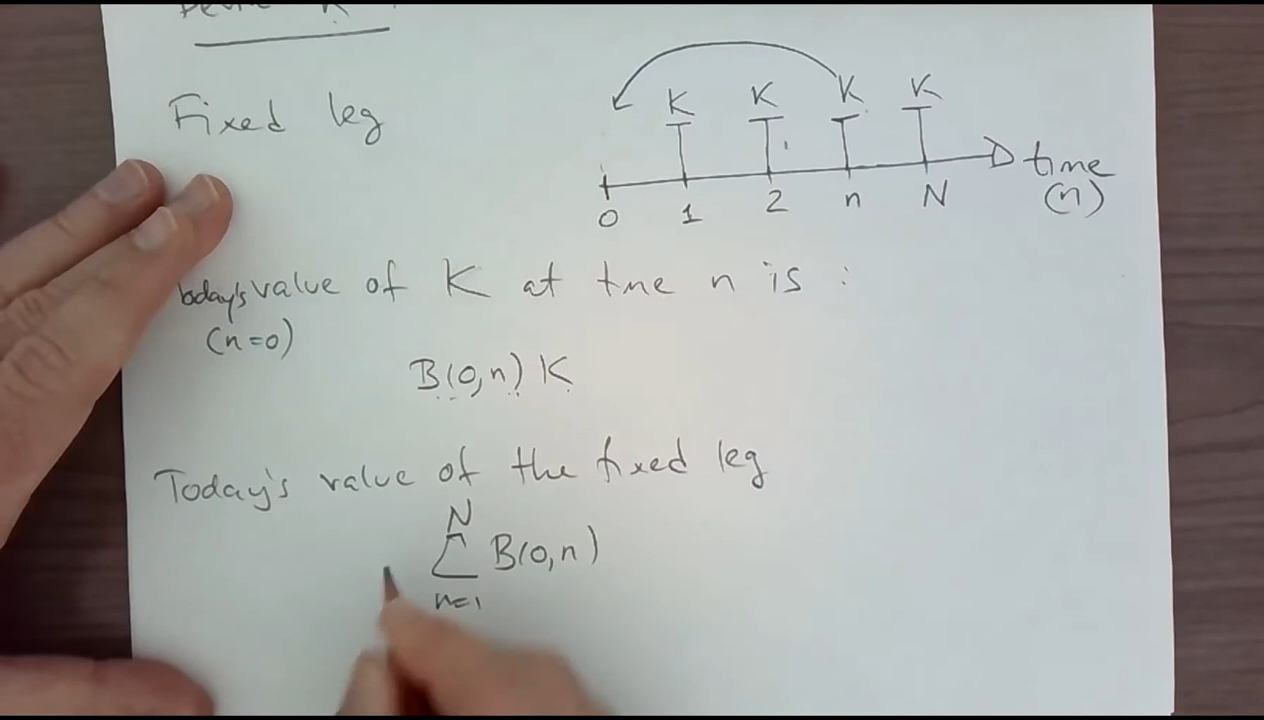 K
Fixed leg
K K K K
0 1 2 n N
time
(n)
Today's value of K at tme n is :
(n=0)
B(0,n) K
Today's value of the fixed leg
N
∑ B(0,n)
n=1